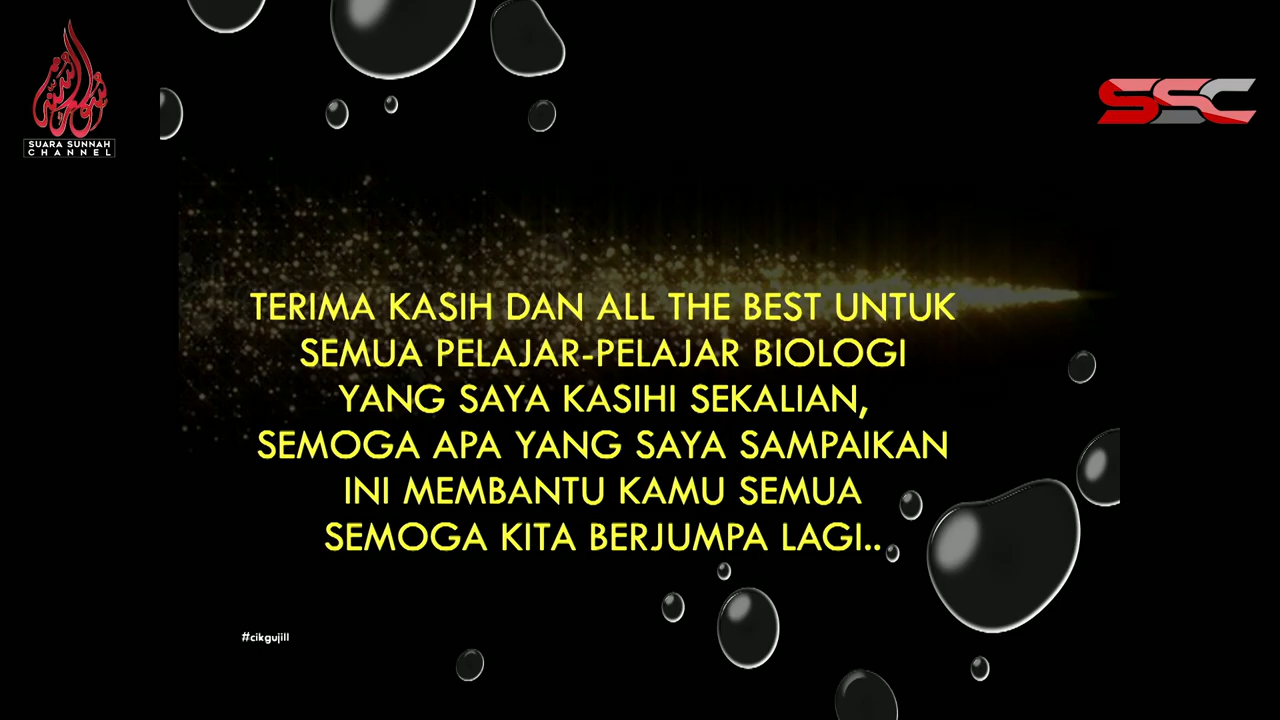 SUARA SUNNAH
CHANNEL
SSC
TERIMA KASIH DAN ALL THE BEST UNTUK
SEMUA PELAJAR-PELAJAR BIOLOGI
YANG SAYA KASIHI SEKALIAN,
SEMOGA APA YANG SAYA SAMPAIKAN
INI MEMBANTU KAMU SEMUA
SEMOGA KITA BERJUMPA LAGI..
#cikgujill